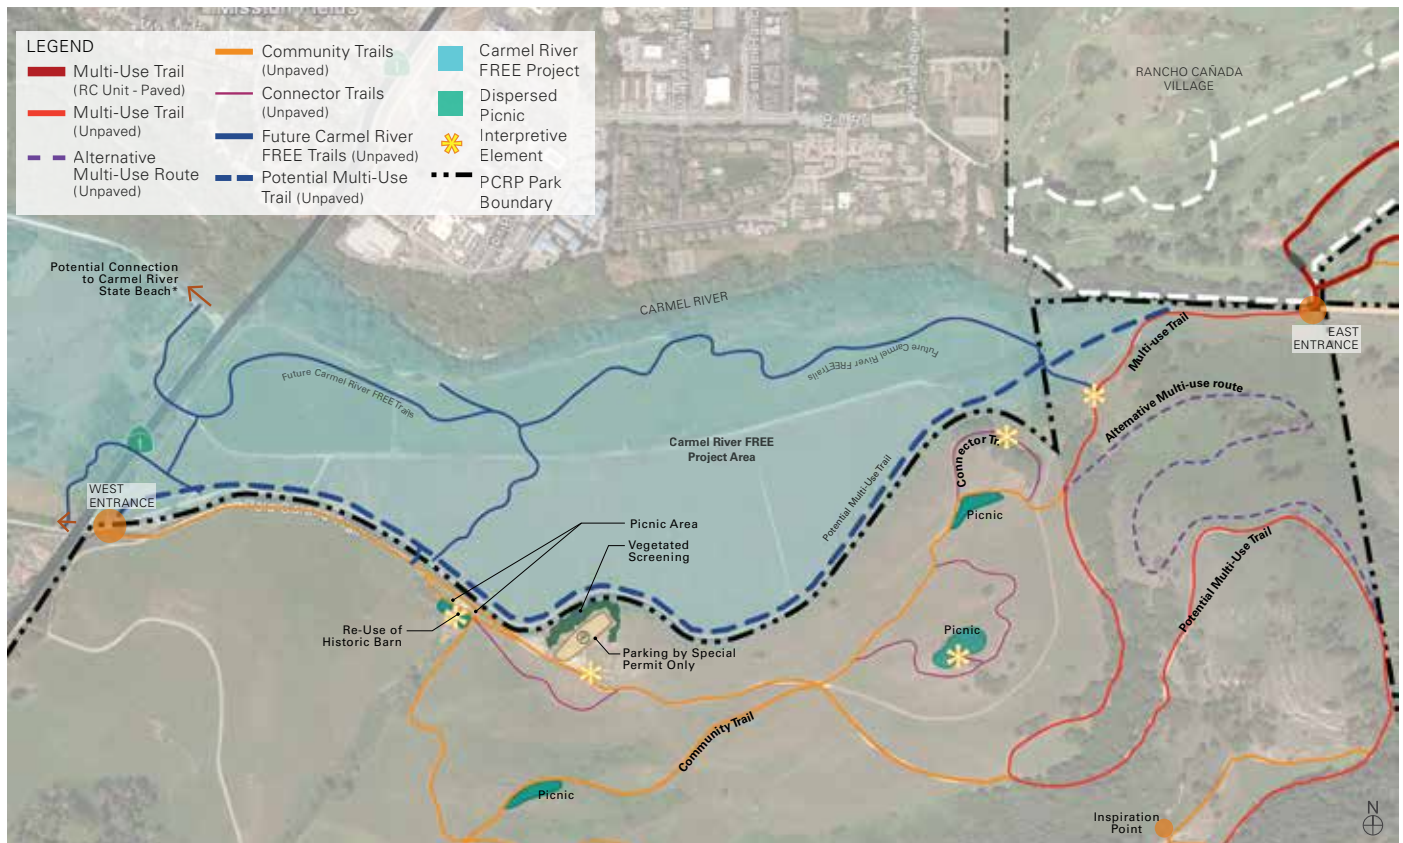 Mission Fields
LEGEND
Multi-Use Trail
(RC Unit - Paved)
Multi-Use Trail
(Unpaved)
Alternative
Multi-Use Route
(Unpaved)
Community Trails
(Unpaved)
Connector Trails
(Unpaved)
Future Carmel River
FREE Trails (Unpaved)
Potential Multi-Use
Trail (Unpaved)
Carmel River
FREE Project
Dispersed
Picnic
Interpretive
Element
PCRP Park
Boundary
1
RANCHO CAÑADA
VILLAGE
Potential Connection
to Carmel River
State Beach*
CARMEL RIVER
EAST
ENTRANCE
Multi-use Trail
Future Carmel River FREE Trails
Future Carmel River FREE Trails
Alternative Multi-use route
1
Carmel River FREE
Project Area
Connector Tr.
WEST
ENTRANCE
Potential Multi-Use Trail
Picnic
Picnic Area
Vegetated
Screening
Potential Multi-Use Trail
Re-Use of
Historic Barn
P
Parking by Special
Permit Only
Picnic
Community Trail
Picnic
Inspiration
Point
N